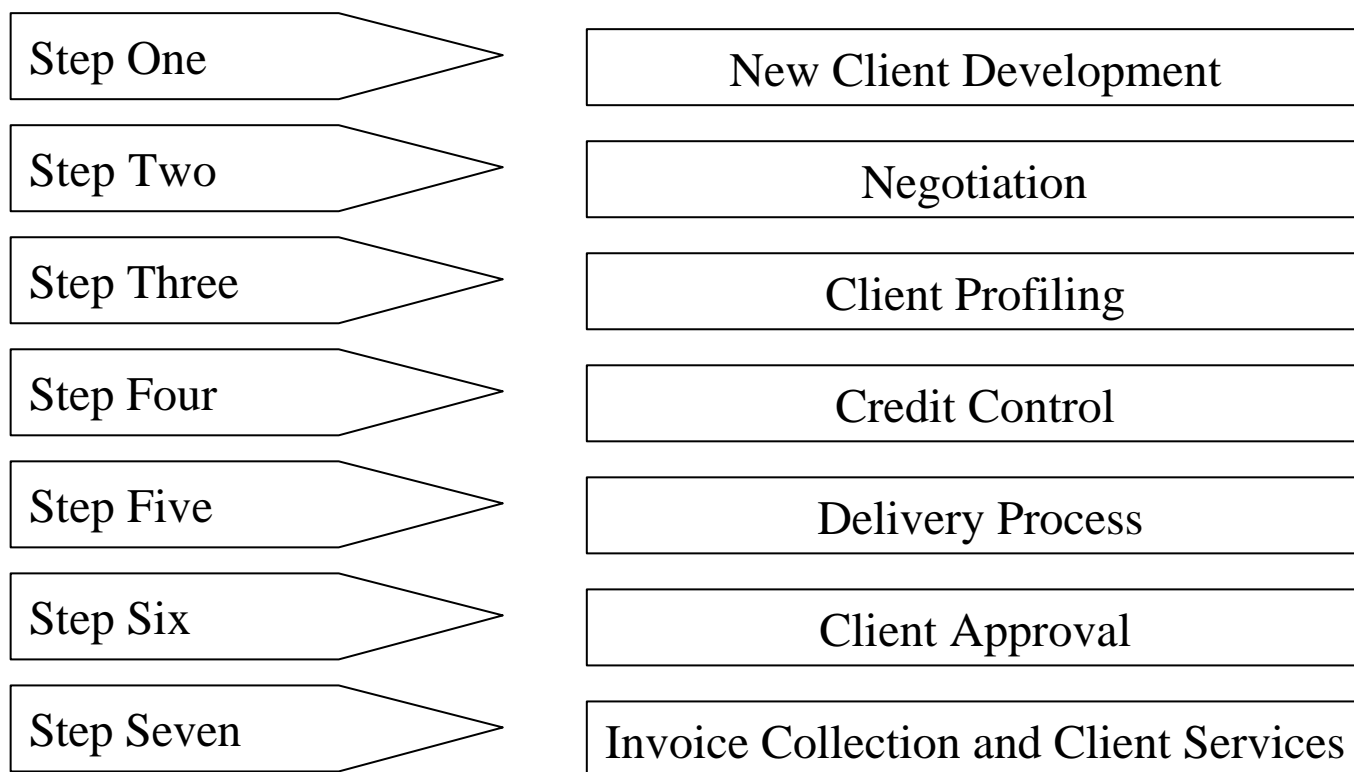 Step One
New Client Development
Step Two
Negotiation
Step Three
Client Profiling
Step Four
Credit Control
Step Five
Delivery Process
Step Six
Client Approval
Step Seven
Invoice Collection and Client Services